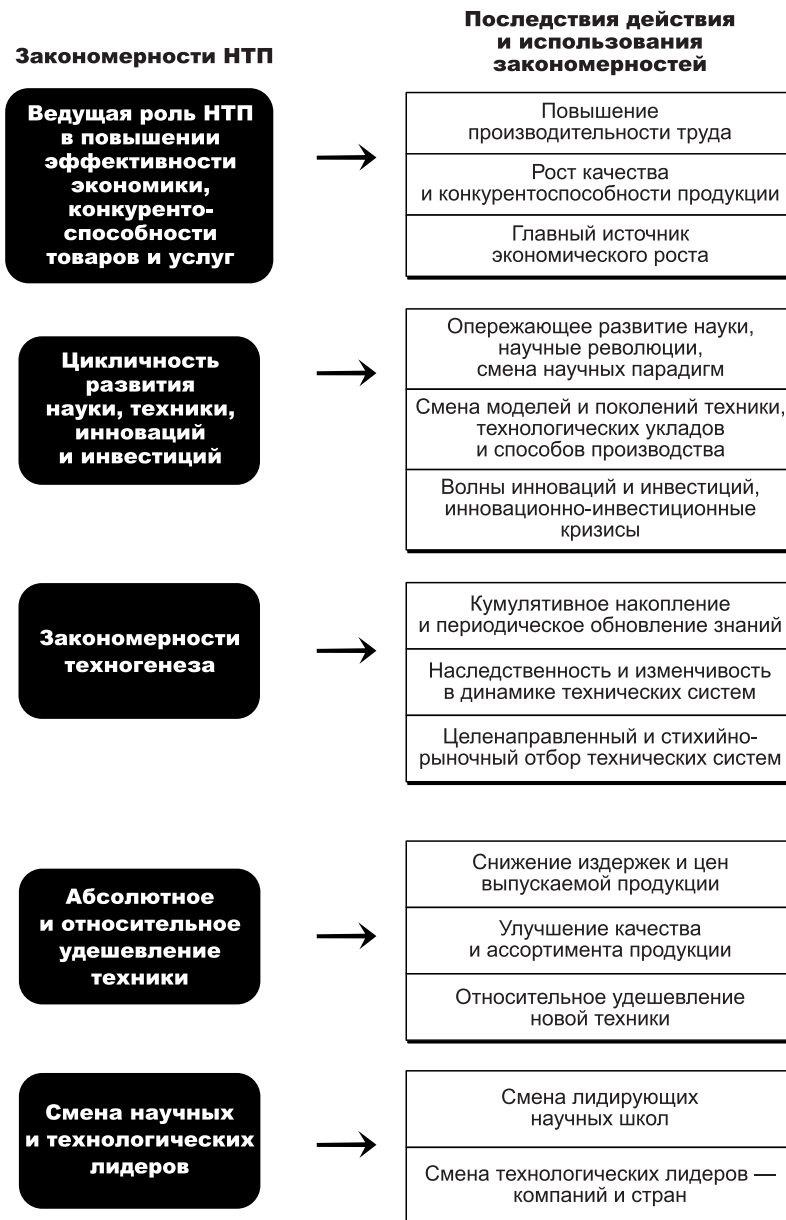 Закономерности НТП
Последствия действия
и использования
закономерностей
Ведущая роль НТП
в повышении
эффективности
экономики,
конкуренто-
способности
товаров и услуг
Повышение
производительности труда
Рост качества
и конкурентоспособности продукции
Главный источник
экономического роста
Цикличность
развития
науки, техники,
инноваций
и инвестиций
Опережающее развитие науки,
научные революции,
смена научных парадигм
Смена моделей и поколений техники,
технологических укладов
и способов производства
Волны инноваций и инвестиций,
инновационно-инвестиционные
кризисы
Закономерности
техногенеза
Кумулятивное накопление
и периодическое обновление знаний
Наследственность и изменчивость
в динамике технических систем
Целенаправленный и стихийно-
рыночный отбор технических систем
Абсолютное
и относительное
удешевление
техники
Снижение издержек и цен
выпускаемой продукции
Улучшение качества
и ассортимента продукции
Относительное удешевление
новой техники
Смена научных
и технологических
лидеров
Смена лидирующих
научных школ
Смена технологических лидеров —
компаний и стран